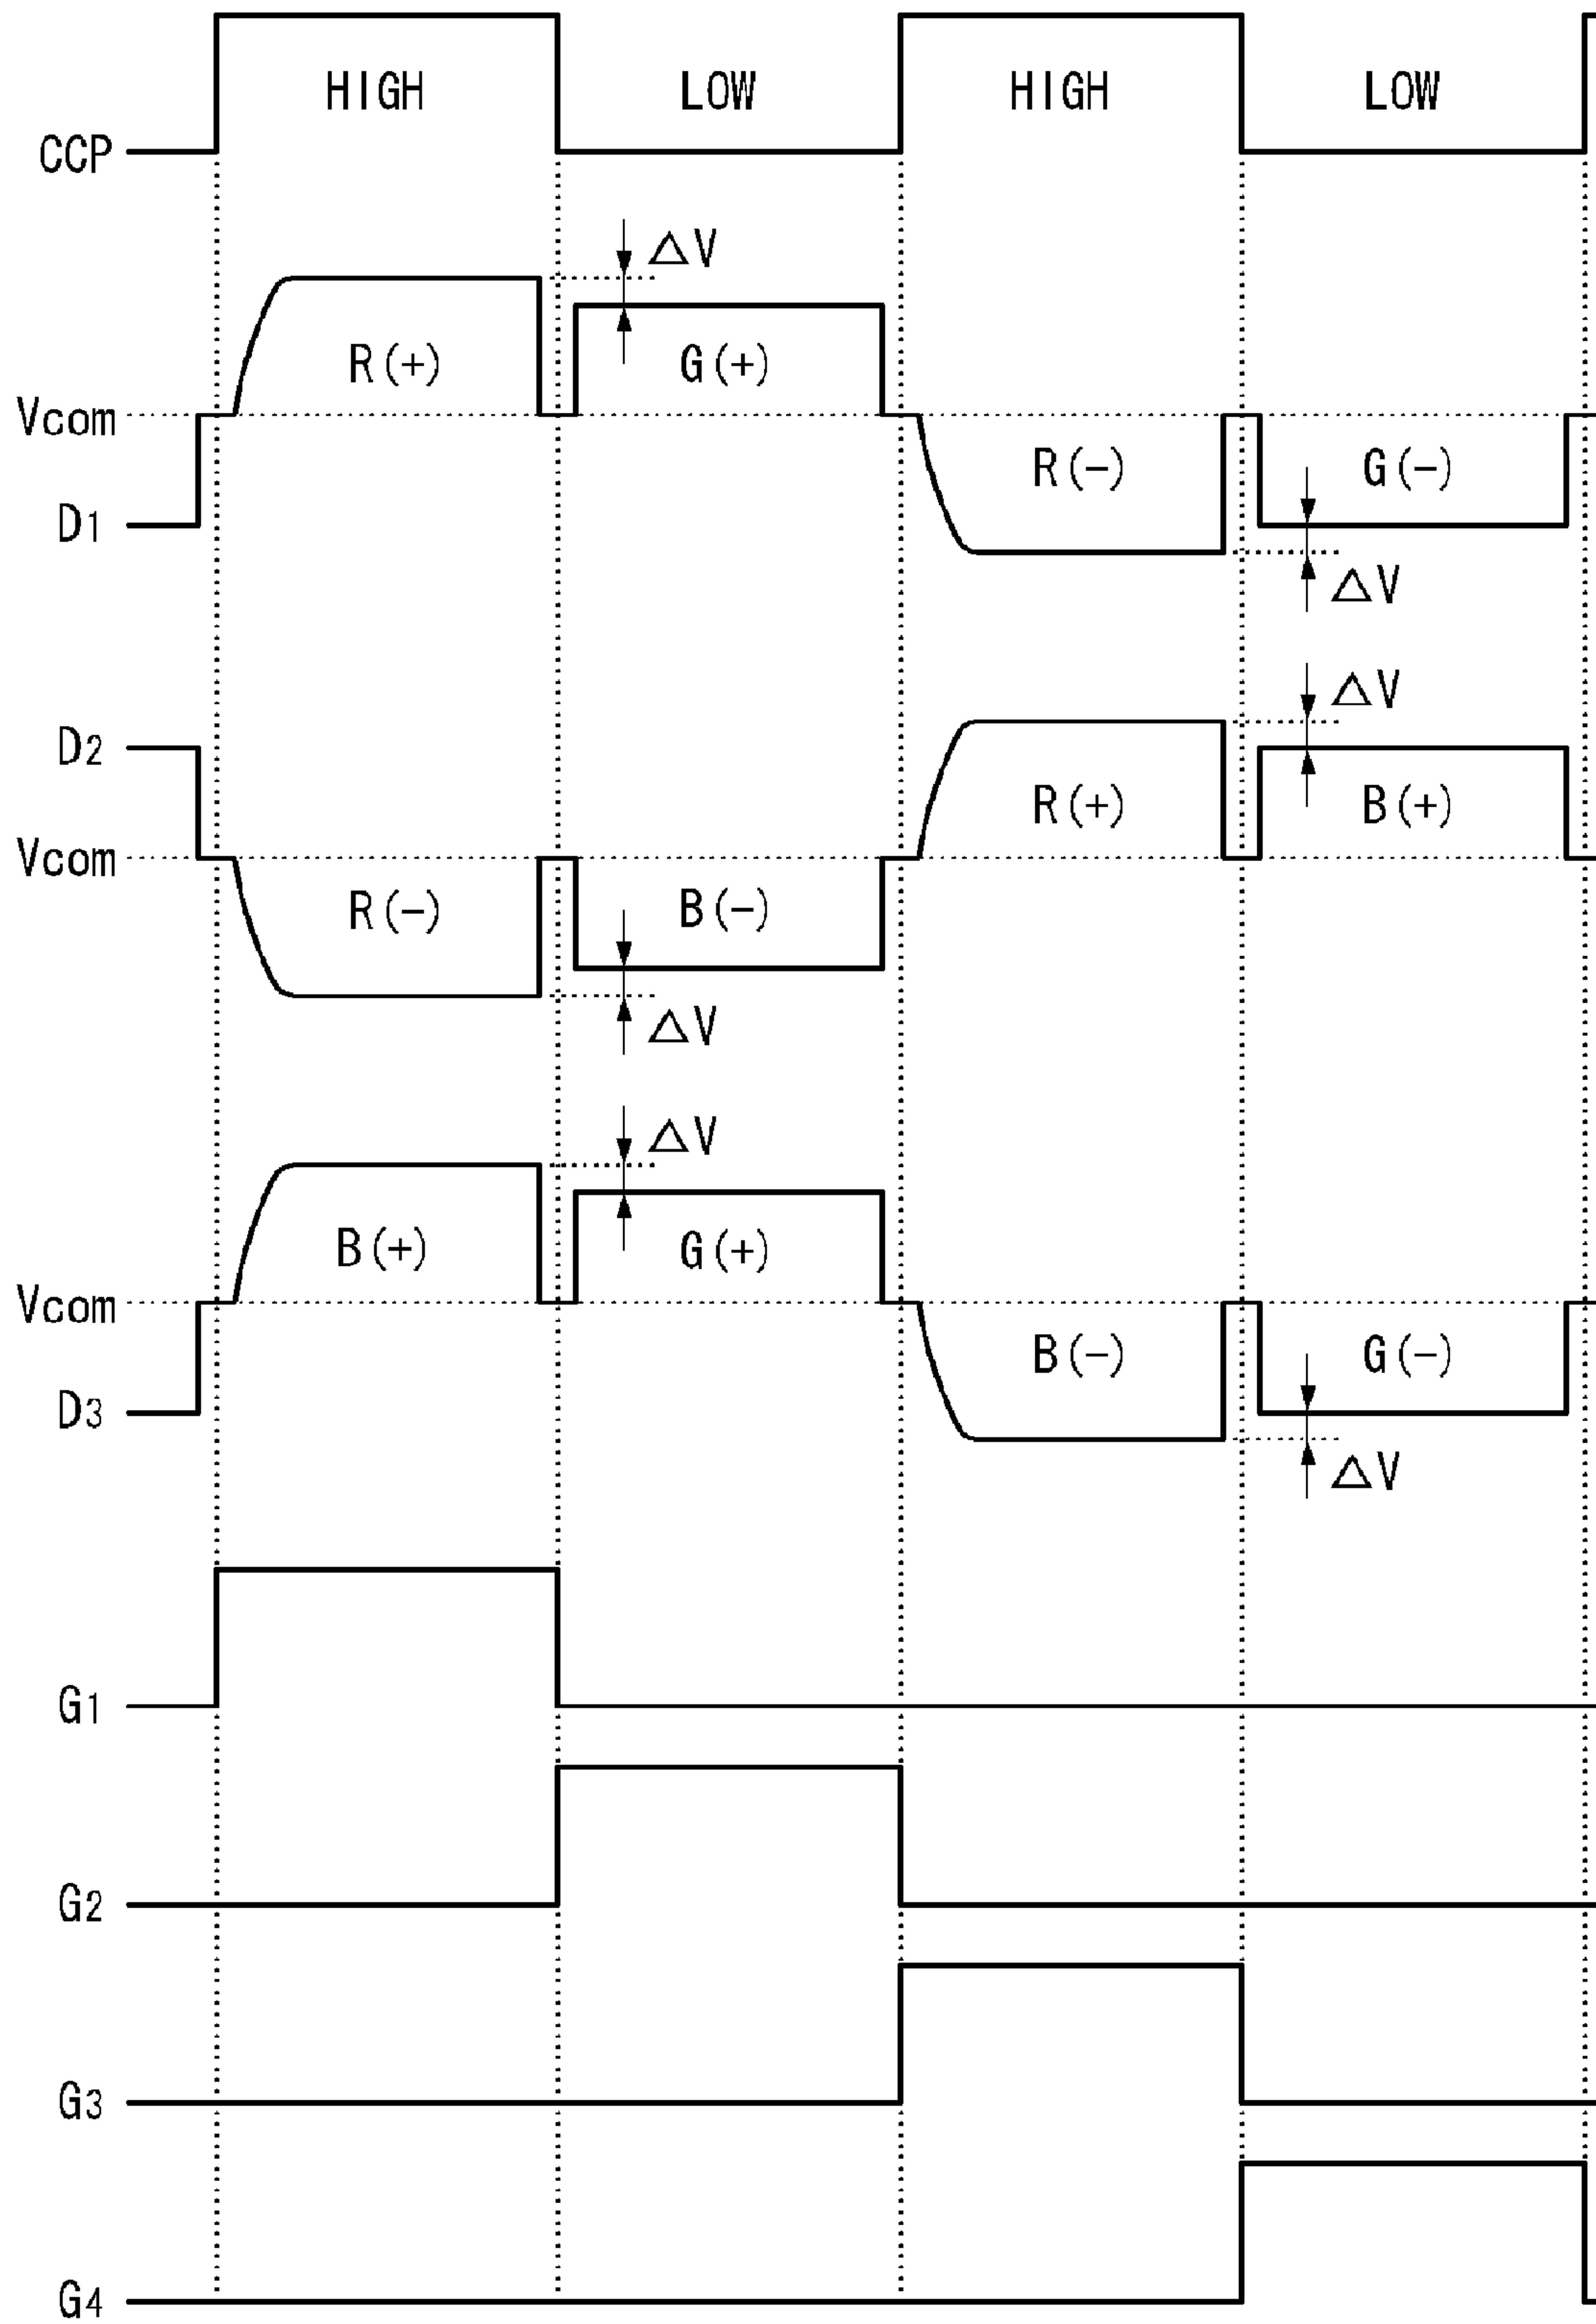 HIGH LOW HIGH LOW
CCP
△V
R(+) G(+)
Vcom
R(-) G(-)
D1
△V
△V
D2
R(+) B(+)
Vcom
R(-) B(-)
△V
△V
B(+) G(+)
Vcom
B(-) G(-)
D3
△V
G1
G2
G3
G4